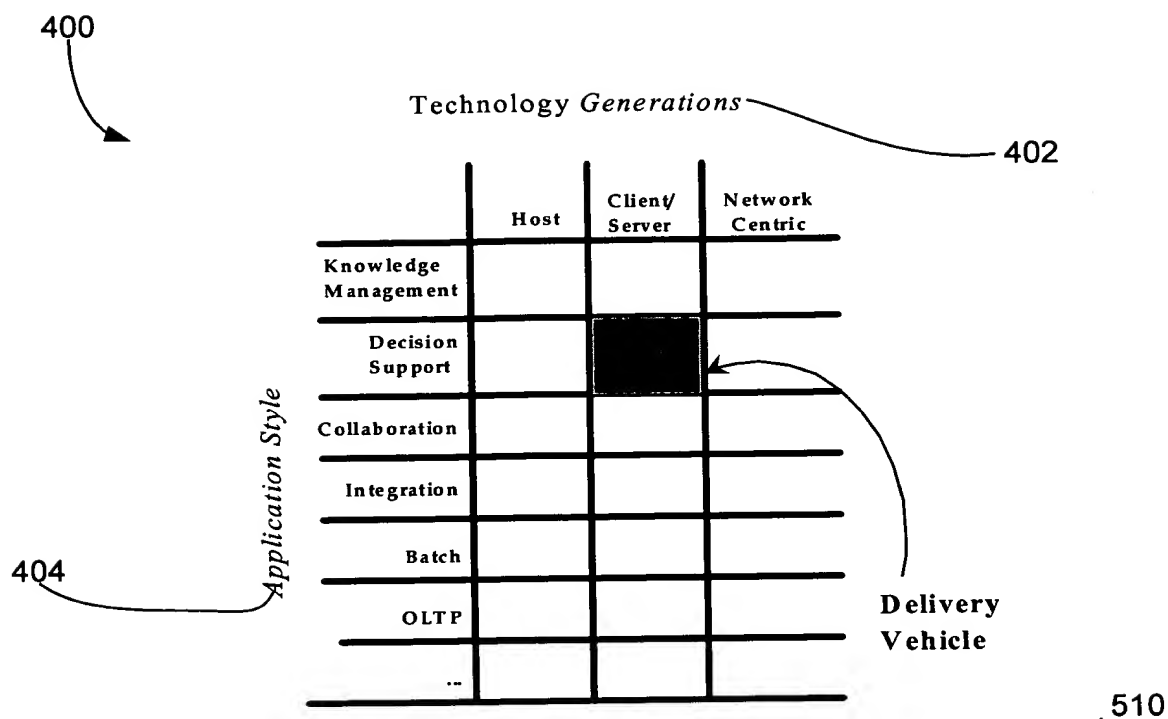 400
Technology Generations
402
Host
Client/
Server
Network
Centric
Knowledge
Management
Decision
Support
Collaboration
Integration
Batch
OLTP
...
Application Style
404
Delivery
Vehicle
510